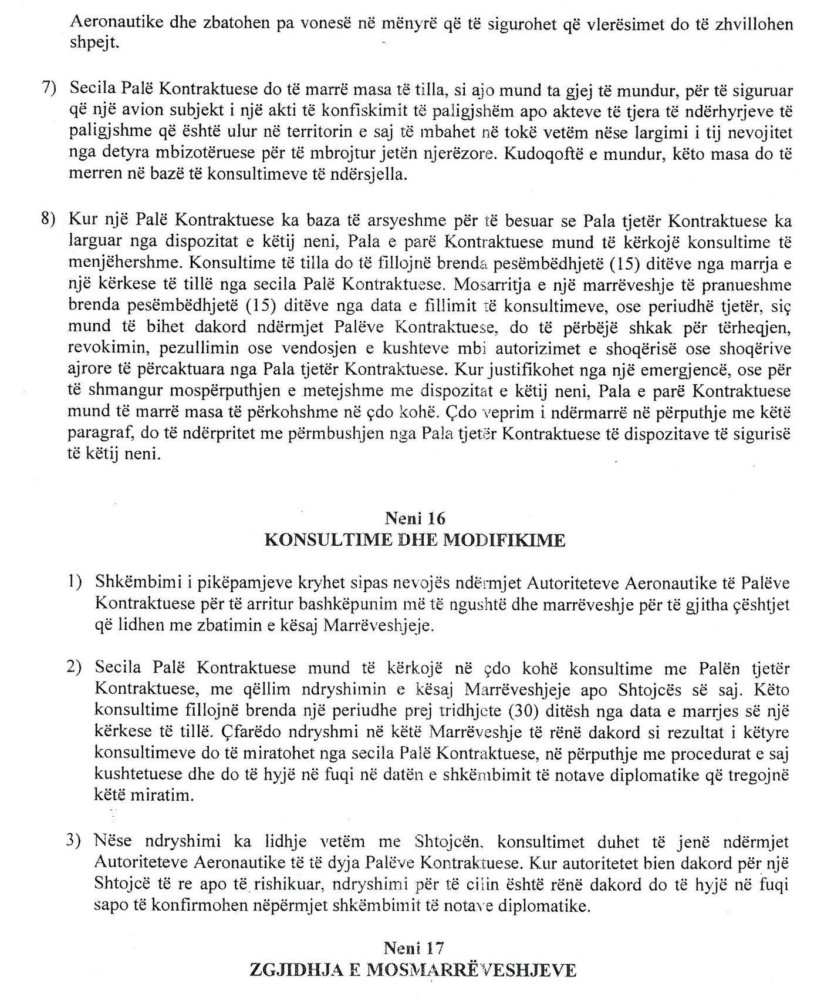 Aeronautike dhe zbatohen pa vonesë në mënyrë që të sigurohet që vlerësimet do të zhvillohen
shpejt.
7) Secila Palë Kontraktuese do të marrë masa të tilla, si ajo mund ta gjej të mundur, për të siguruar
që një avion subjekt i një akti të konfiskimit të paligjshëm apo akteve të tjera të ndërhyrjeve të
paligjshme që është ulur në territorin e saj të mbahet në tokë vetëm nëse largimi i tij nevojitet
nga detyra mbizotëruese për të mbrojtur jetën njerëzore. Kudoqoftë e mundur, këto masa do të
merren në bazë të konsultimeve të ndërsjella.
8) Kur një Palë Kontraktuese ka baza të arsyeshme për të besuar se Pala tjetër Kontraktuese ka
larguar nga dispozitat e këtij neni, Pala e parë Kontraktuese mund të kërkojë konsultime të
menjëhershme. Konsultime të tilla do të fillojnë brenda pesëmbëdhjetë (15) ditëve nga marrja e
një kërkese të tillë nga secila Palë Kontraktuese. Mosarritja e një marrëveshje të pranueshme
brenda pesëmbëdhjetë (15) ditëve nga data e fillimit të konsultimeve, ose periudhë tjetër, siç
mund të bihet dakord ndërmjet Palëve Kontraktuese, do të përbëjë shkak për tërheqjen,
revokimin, pezullimin ose vendosjen e kushteve mbi autorizimet e shoqërisë ose shoqërive
ajrore të përcaktuara nga Pala tjetër Kontraktuese. Kur justifikohet nga një emergjencë, ose për
të shmangur mospërputhjen e metejshme me dispozitat e këtij neni, Pala e parë Kontraktuese
mund të marrë masa të përkohshme në çdo kohë. Çdo veprim i ndërmarrë në përputhje me këtë
paragraf, do të ndërpritet me përmbushjen nga Pala tjetër Kontraktuese të dispozitave të sigurisë
të këtij neni.
Neni 16
KONSULTIME DHE MODIFIKIME
1) Shkëmbimi i pikëpamjeve kryhet sipas nevojës ndërmjet Autoriteteve Aeronautike të Palëve
Kontraktuese për të arritur bashkëpunim më të ngushtë dhe marrëveshje për të gjitha çështjet
që lidhen me zbatimin e kësaj Marrëveshjeje.
2) Secila Palë Kontraktuese mund të kërkojë në çdo kohë konsultime me Palën tjetër
Kontraktuese, me qëllim ndryshimin e kësaj Marrëveshjeje apo Shtojcës së saj. Këto
konsultime fillojnë brenda një periudhe prej tridhjete (30) ditësh nga data e marrjes së një
kërkese të tillë. Çfarëdo ndryshmi në këtë Marrëveshje të rënë dakord si rezultat i këtyre
konsultimeve do të miratohet nga secila Palë Kontraktuese, në përputhje me procedurat e saj
kushtetuese dhe do të hyjë në fuqi në datën e shkëmbimit të notave diplomatike që tregojnë
këtë miratim.
3) Nëse ndryshimi ka lidhje vetëm me Shtojcën, konsultimet duhet të jenë ndërmjet
Autoriteteve Aeronautike të të dyja Palëve Kontraktuese. Kur autoritetet bien dakord për një
Shtojcë të re apo të rishikuar, ndryshimi për të cilin është rënë dakord do të hyjë në fuqi
sapo të konfirmohen nëpërmjet shkëmbimit të notave diplomatike.
Neni 17
ZGJIDHJA E MOSMARRËVESHJEVE